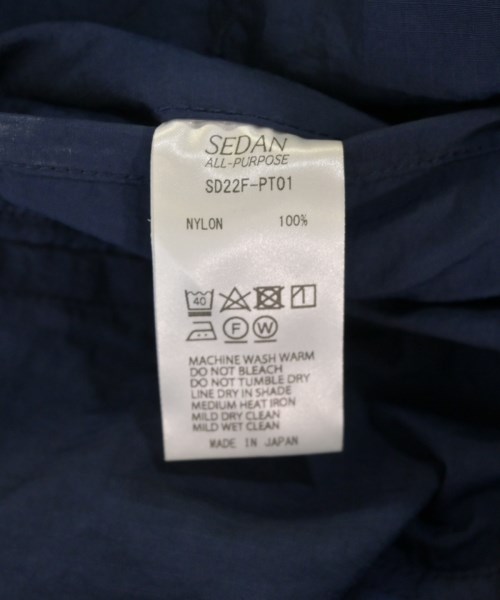 SEDAN
ALL-PURPOSE
SD22F-PT01
NYLON 100%
40
F W
MACHINE WASH WARM
DO NOT BLEACH
DO NOT TUMBLE DRY
LINE DRY IN SHADE
MEDIUM HEAT IRON
MILD DRY CLEAN
MILD WET CLEAN
MADE IN JAPAN